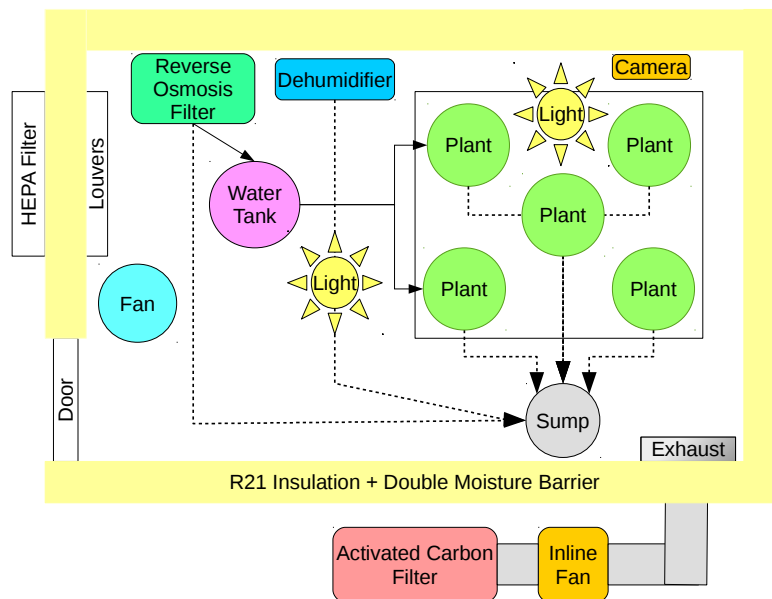 Reverse
Osmosis
Filter
Dehumidifier
Camera
HEPA Filter
Louvers
Light
Plant
Plant
Water
Tank
Plant
Fan
Light
Plant
Plant
Door
Sump
Exhaust
R21 Insulation + Double Moisture Barrier
Activated Carbon
Filter
Inline
Fan